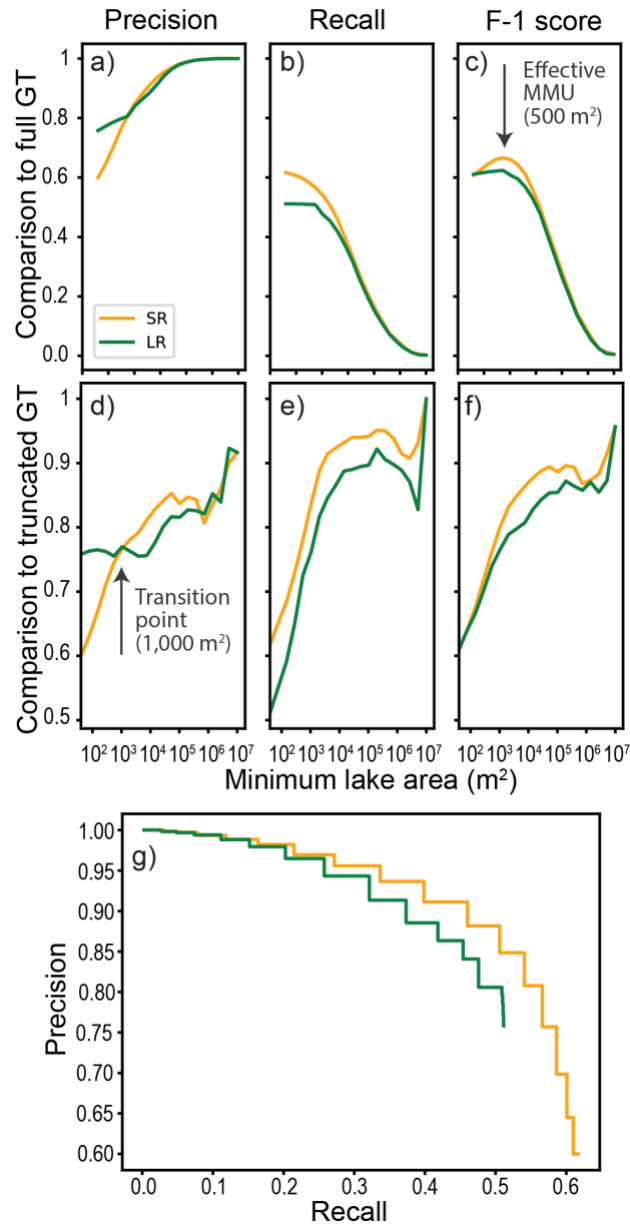 Precision
Recall
F-1 score
Comparison to full GT
1
0.8
0.6
0.4
0.2
0.0
a)
SR
LR
b)
c)
Effective
MMU
(500 m²)
Comparison to truncated GT
1
0.9
0.8
0.7
0.6
0.5
d)
Transition
point
(1,000 m²)
e)
f)
10² 10³ 10⁴ 10⁵ 10⁶ 10⁷
10² 10³ 10⁴ 10⁵ 10⁶ 10⁷
10² 10³ 10⁴ 10⁵ 10⁶ 10⁷
Minimum lake area (m²)
g)
Precision
1.00
0.95
0.90
0.85
0.80
0.75
0.70
0.65
0.60
0.0 0.1 0.2 0.3 0.4 0.5 0.6
Recall